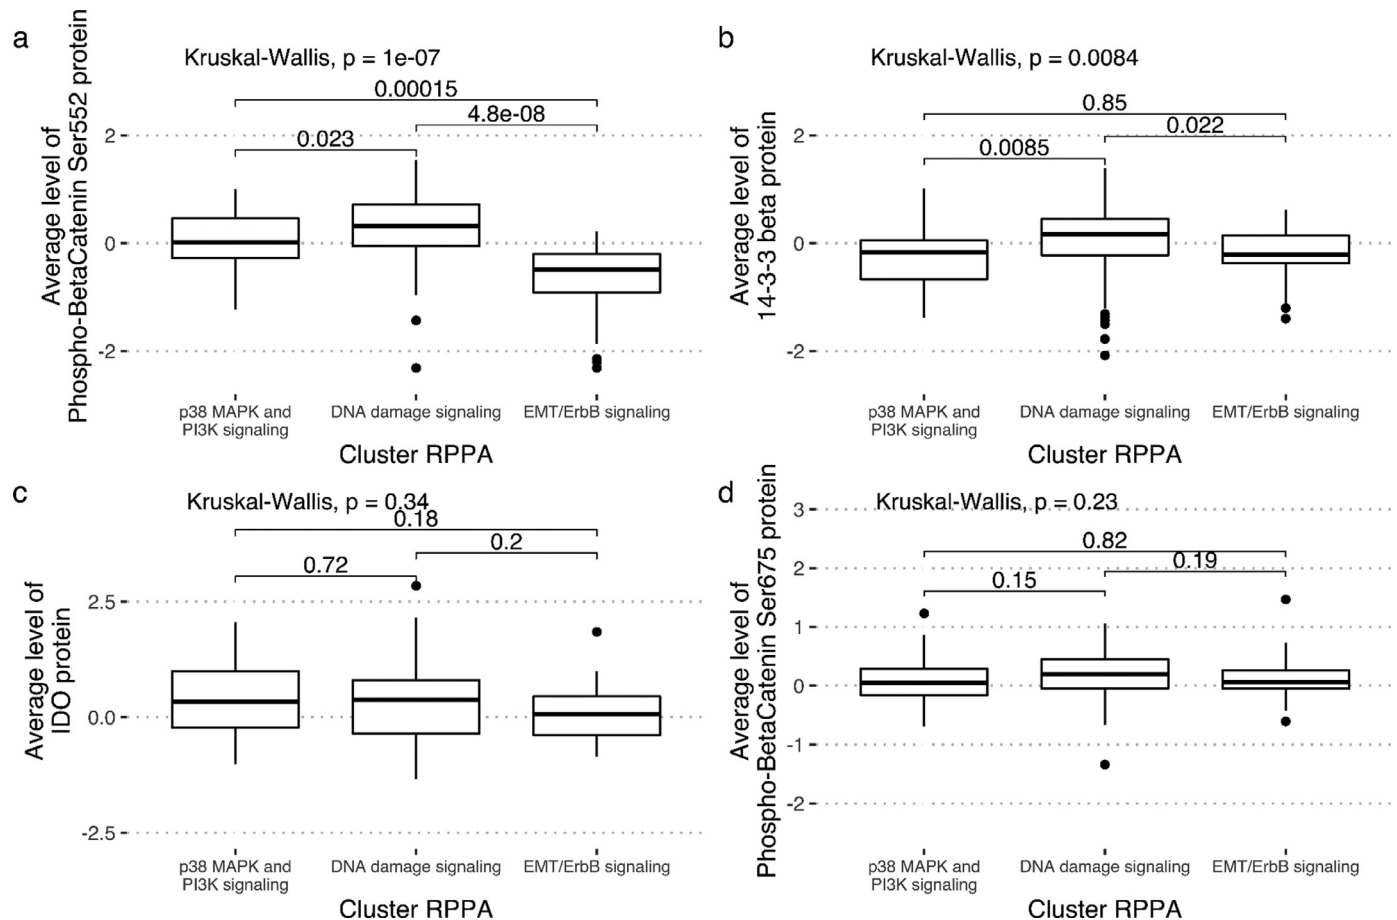 a
Kruskal-Wallis, p = 1e-07
0.00015
4.8e-08
0.023
Average level of
Phospho-BetaCatenin Ser552 protein
2
0
-2
p38 MAPK and
PI3K signaling
DNA damage signaling
EMT/ErbB signaling
Cluster RPPA
b
Kruskal-Wallis, p = 0.0084
0.85
0.022
0.0085
Average level of
14-3-3 beta protein
2
0
-2
p38 MAPK and
PI3K signaling
DNA damage signaling
EMT/ErbB signaling
Cluster RPPA
c
Kruskal-Wallis, p = 0.34
0.18
0.2
0.72
Average level of
IDO protein
2.5
0.0
-2.5
p38 MAPK and
PI3K signaling
DNA damage signaling
EMT/ErbB signaling
Cluster RPPA
d
Kruskal-Wallis, p = 0.23
0.82
0.19
0.15
Average level of
Phospho-BetaCatenin Ser675 protein
3
2
1
0
-1
-2
p38 MAPK and
PI3K signaling
DNA damage signaling
EMT/ErbB signaling
Cluster RPPA